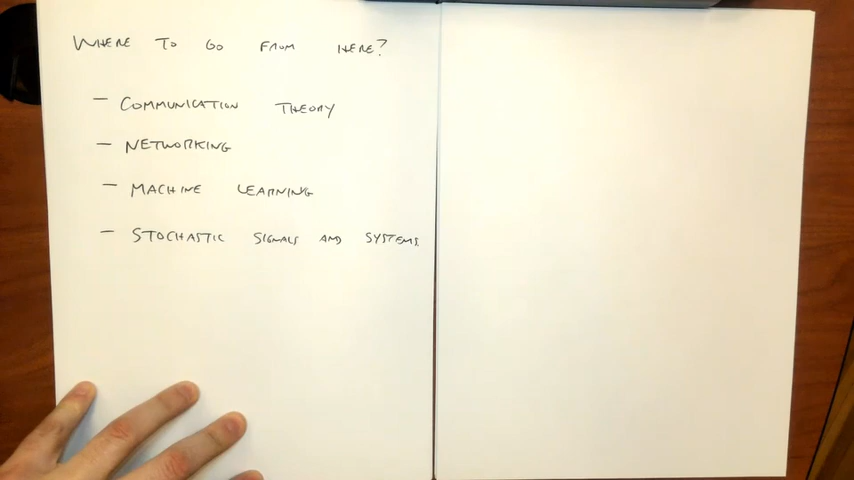 WHERE TO GO FROM HERE?
- COMMUNICATION THEORY
- NETWORKING
- MACHINE LEARNING
- STOCHASTIC SIGNALS AND SYSTEMS